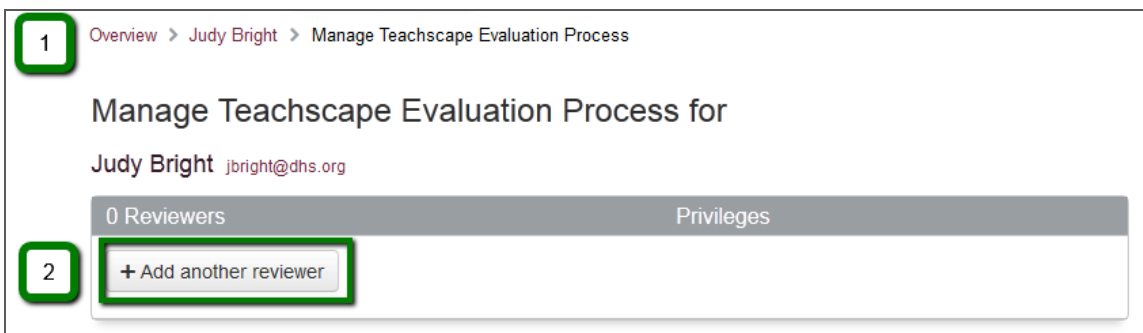 1
Overview > Judy Bright > Manage Teachscape Evaluation Process
Manage Teachscape Evaluation Process for
Judy Bright jbright@dhs.org
0 Reviewers Privileges
2
+ Add another reviewer